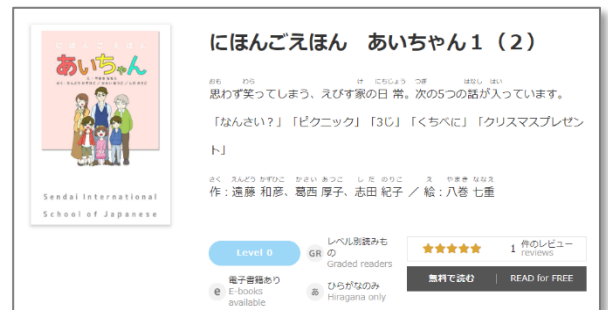 にほんごえほん
あいちゃん
Sendai International
School of Japanese
にほんごえほん　あいちゃん１（２）
おも わら け にちじょう つぎ はなし はい
思わず笑ってしまう、えびす家の日常。次の5つの話が入っています。
「なんさい？」「ピクニック」「3じ」「くちべに」「クリスマスプレゼン
ト」
さく えんどう かずひこ かさい あつこ しだ のりこ え やまき ななえ
作：遠藤 和彦、葛西 厚子、志田 紀子 ／ 絵：八巻 七重
Level 0
GR
レベル別読みも
の
Graded readers
★★★★★ 1 件のレビュー
reviews
e
電子書籍あり
E-books
available
あ
ひらがなのみ
Hiragana only
無料で読む | READ for FREE